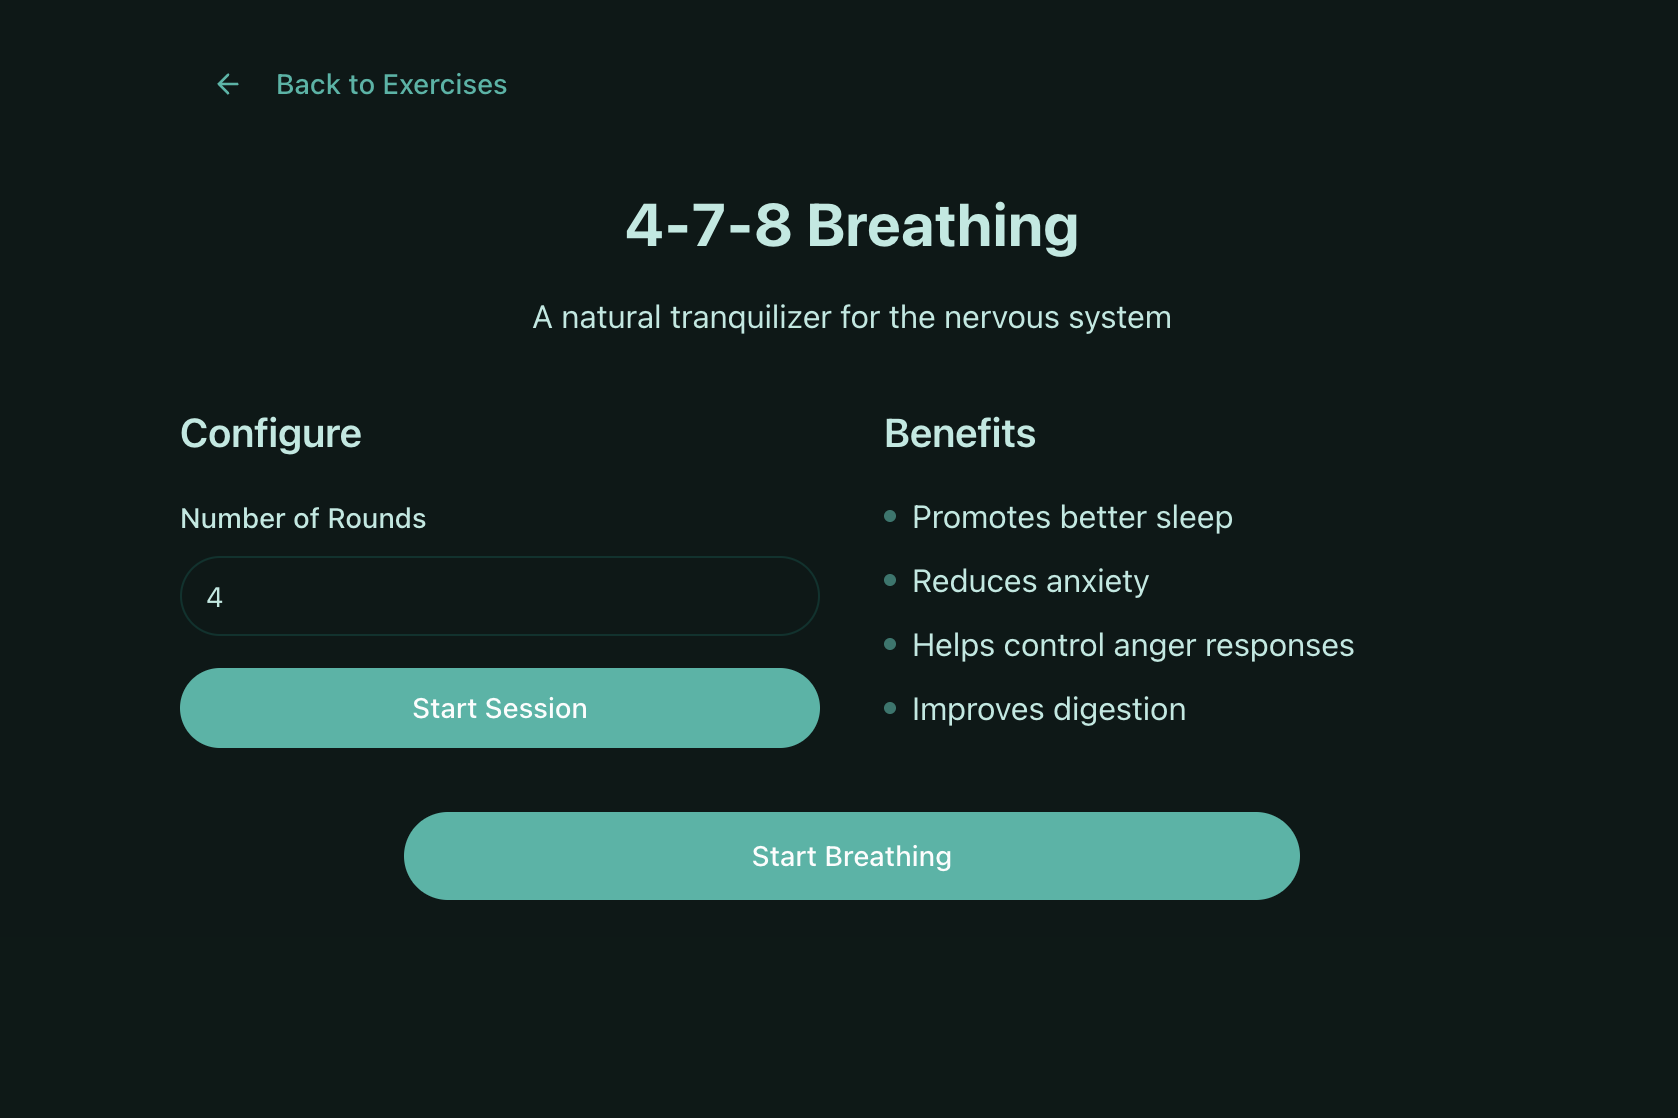 Back to Exercises
4-7-8 Breathing
A natural tranquilizer for the nervous system
Configure
Number of Rounds
4
Start Session
Benefits
Promotes better sleep
Reduces anxiety
Helps control anger responses
Improves digestion
Start Breathing